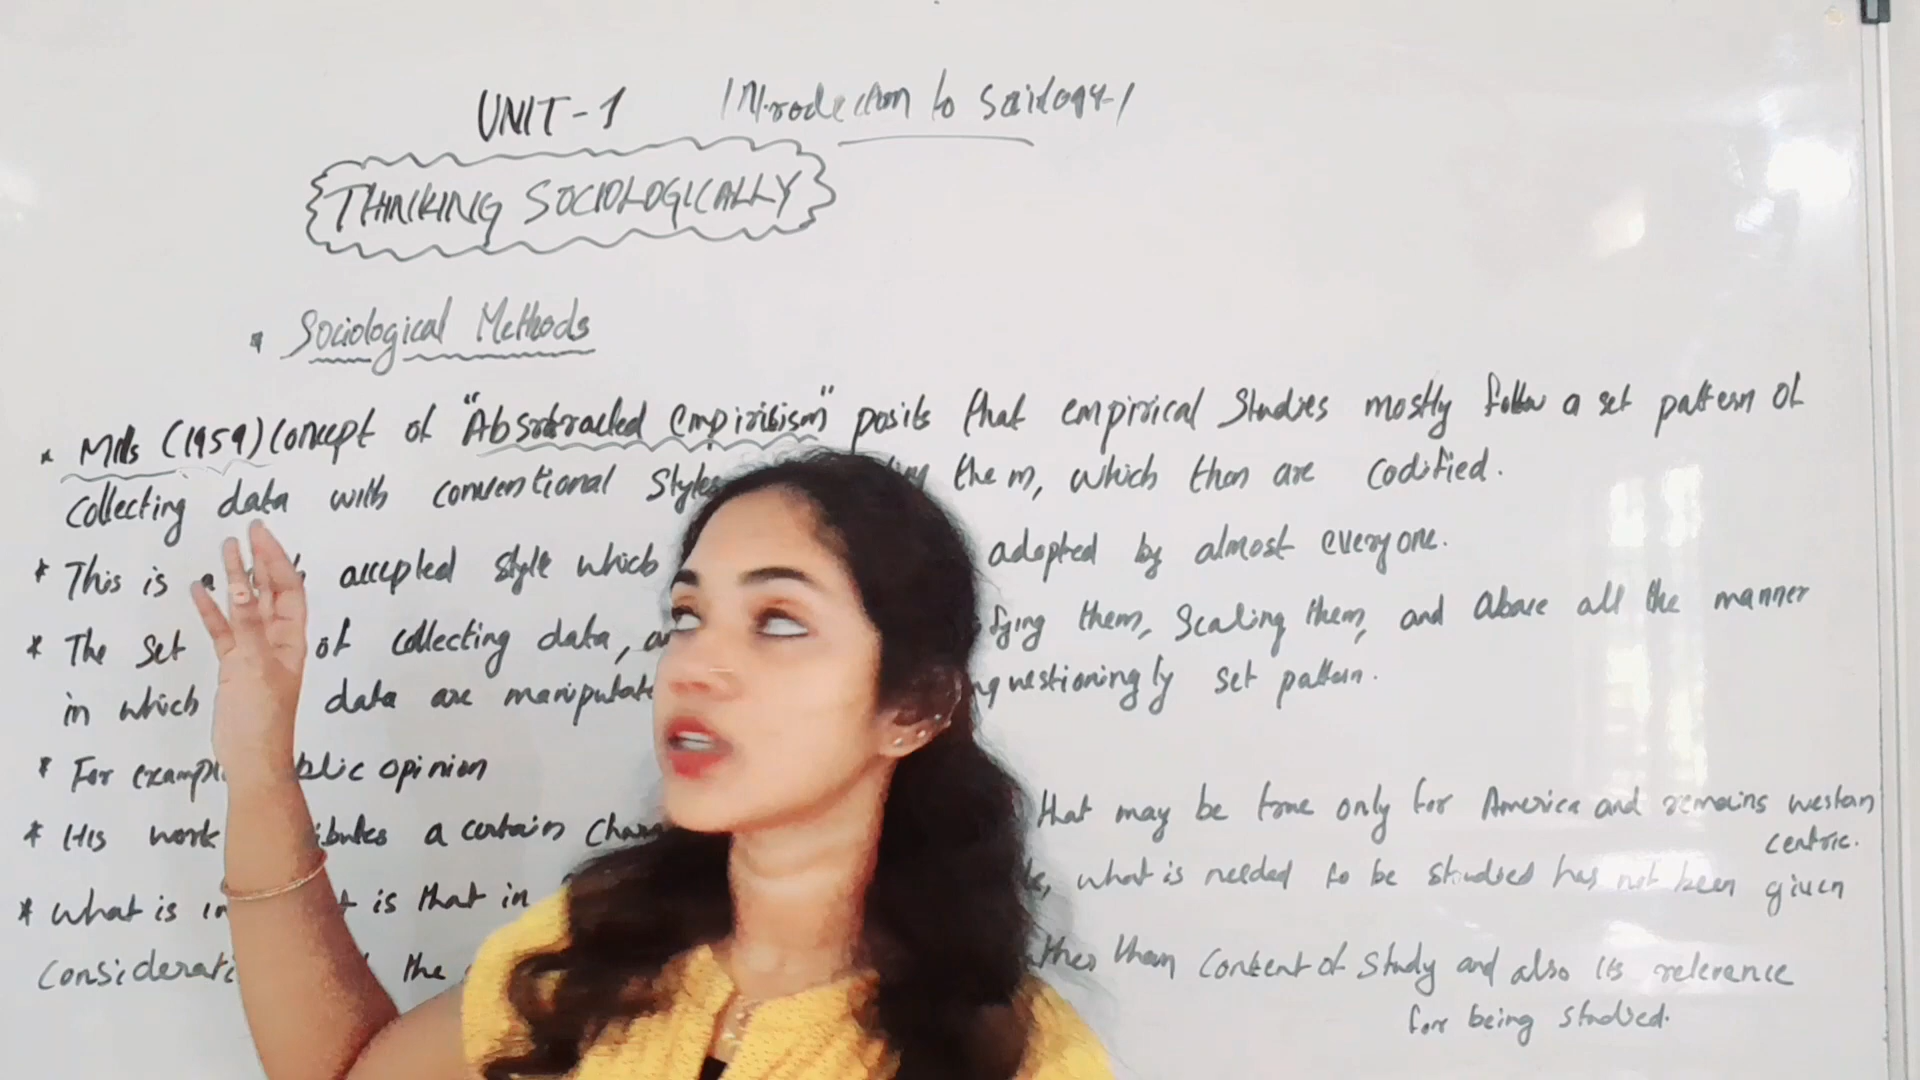 UNIT-1 Introduction to Sociology-1
THINKING SOCIOLOGICALLY
Sociological Methods
* Mills (1959) Concept of "Abstracted Empiricism" posits that empirical Studies mostly follow a set pattern of
Collecting data with conventional Styles them, which then are codified.
* This is a accepted style which adopted by almost everyone.
* The Set of collecting data, them, Scaling them, and above all the manner
in which data are set pattern.
* For opinion
* His work a certain that may be true only for America and remains western
centric.
* What is is that in what is needed to be studied has not been given
the than Content of Study and also its relevance
for being studied.